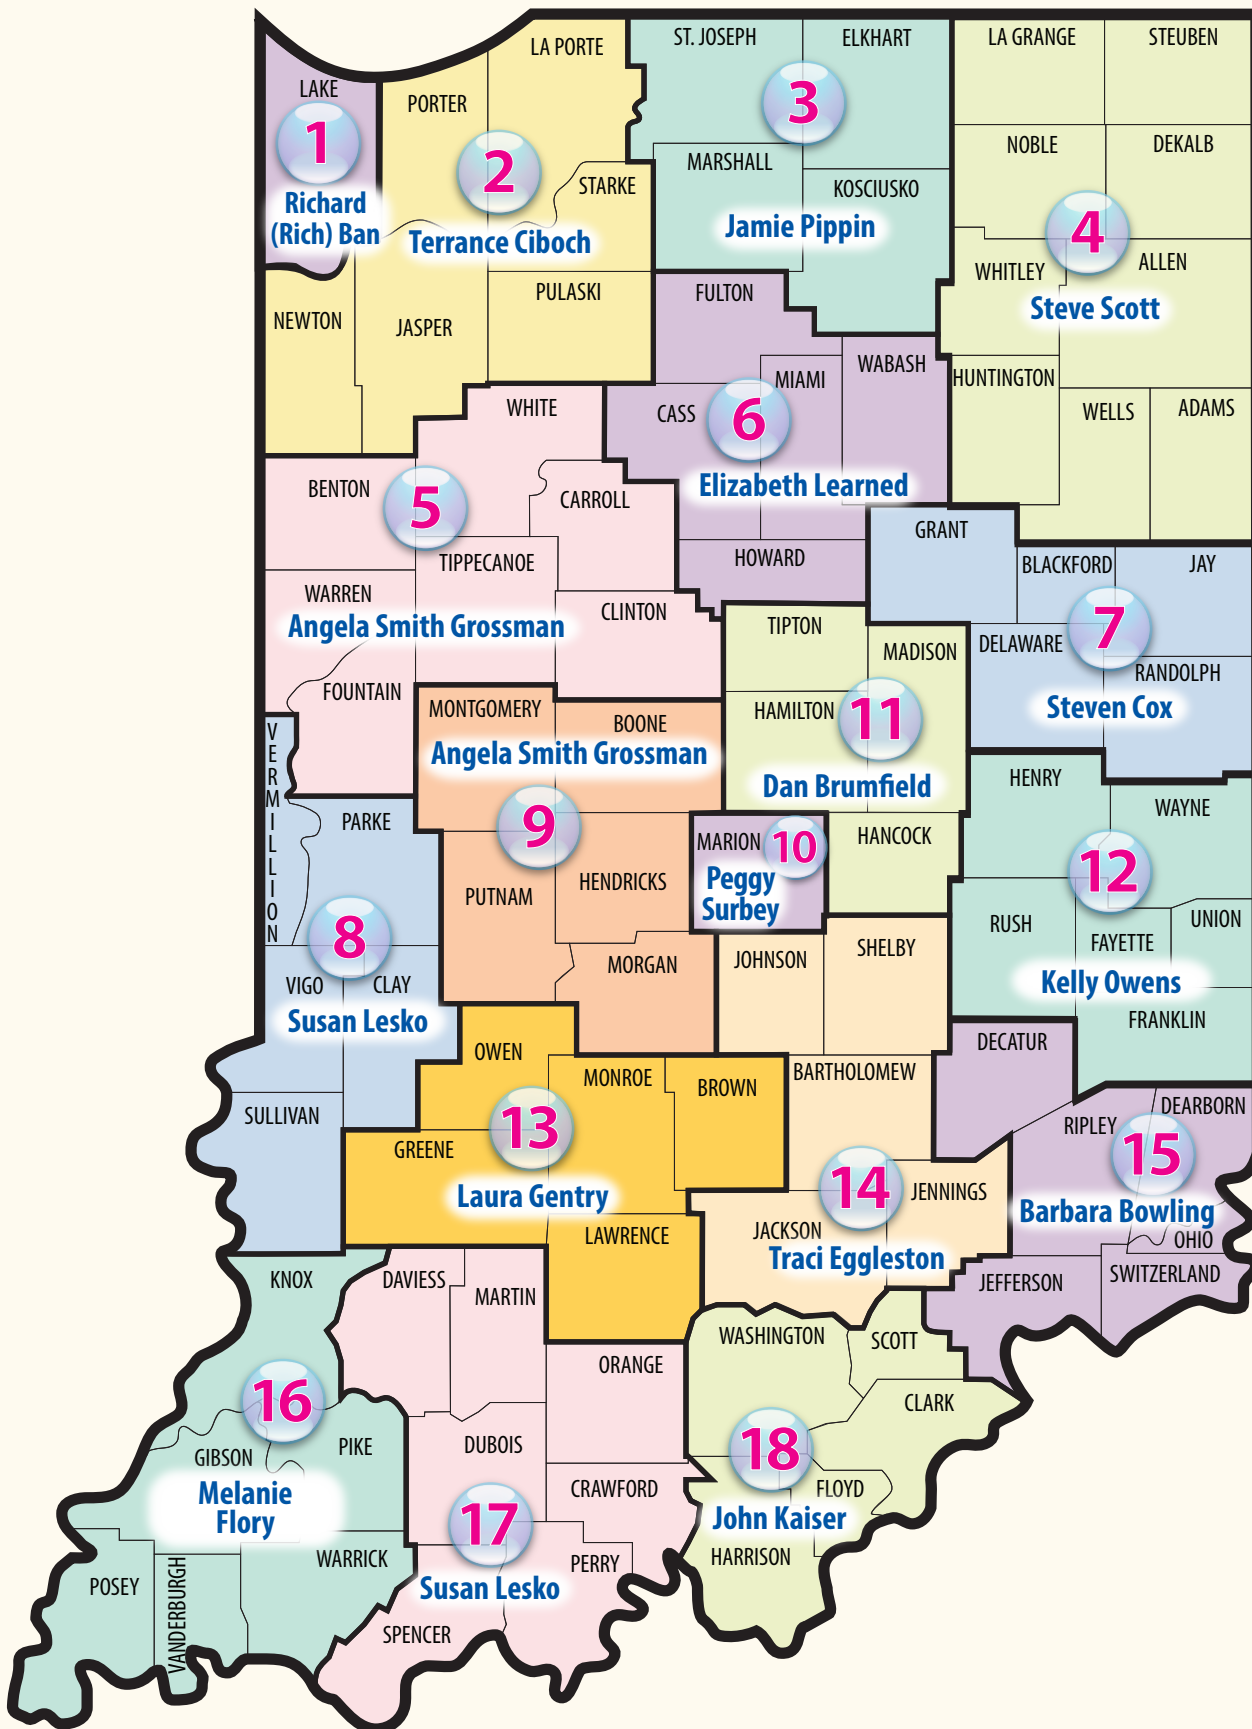 LA PORTE
ST. JOSEPH
ELKHART
LA GRANGE
STEUBEN
LAKE
PORTER
1
2
3
NOBLE
DEKALB
MARSHALL
STARKE
KOSCIUSKO
Richard
(Rich) Ban
Terrance Ciboch
Jamie Pippin
4
WHITLEY
ALLEN
Steve Scott
NEWTON
JASPER
PULASKI
FULTON
WABASH
MIAMI
HUNTINGTON
WHITE
CASS
6
WELLS
ADAMS
BENTON
5
CARROLL
Elizabeth Learned
GRANT
TIPPECANOE
HOWARD
BLACKFORD
JAY
WARREN
Angela Smith Grossman
CLINTON
TIPTON
7
DELAWARE
MADISON
RANDOLPH
FOUNTAIN
MONTGOMERY
BOONE
HAMILTON
11
Steven Cox
VERMILLION
Angela Smith Grossman
Dan Brumfield
HENRY
WAYNE
PARKE
9
MARION
10
HANCOCK
12
Peggy
Surbey
PUTNAM
HENDRICKS
RUSH
UNION
8
FAYETTE
VIGO
CLAY
MORGAN
JOHNSON
SHELBY
Kelly Owens
Susan Lesko
FRANKLIN
OWEN
DECATUR
MONROE
BROWN
BARTHOLOMEW
SULLIVAN
DEARBORN
13
RIPLEY
15
GREENE
Laura Gentry
14
JENNINGS
Barbara Bowling
LAWRENCE
JACKSON
OHIO
Traci Eggleston
KNOX
DAVIESS
MARTIN
JEFFERSON
SWITZERLAND
WASHINGTON
SCOTT
ORANGE
16
CLARK
GIBSON
PIKE
DUBOIS
18
Melanie
Flory
CRAWFORD
FLOYD
17
John Kaiser
WARRICK
PERRY
HARRISON
POSEY
VANDERBURGH
Susan Lesko
SPENCER